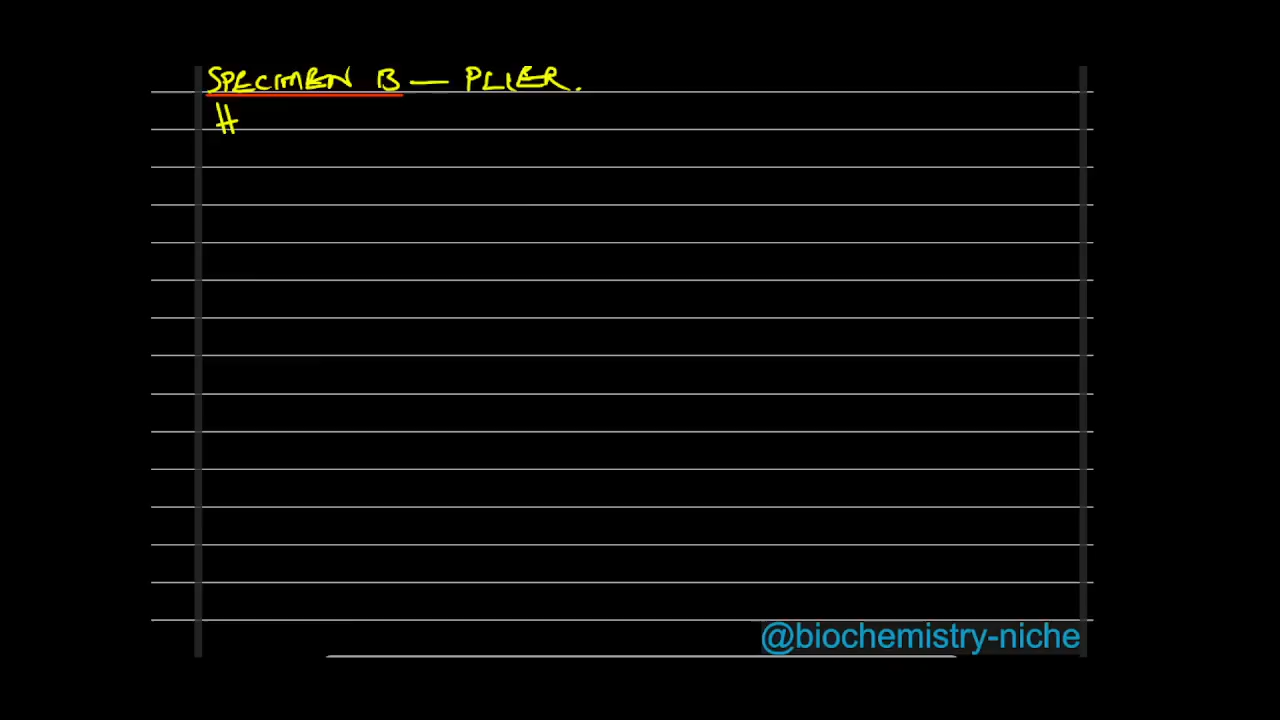 SPECIMEN B — PLIER.
#
@biochemistry-niche